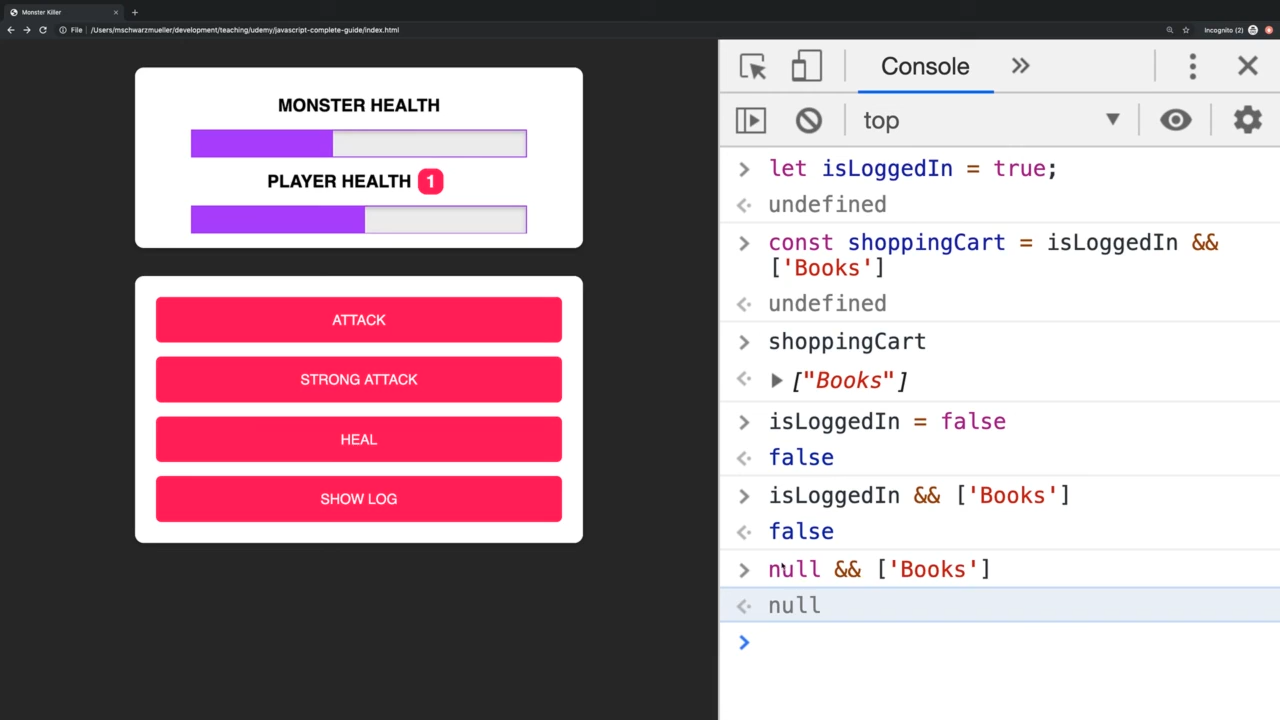 Monster Killer
File
/Users/mschwarzmueller/development/teaching/udemy/javascript-complete-guide/index.html
Incognito (2)
MONSTER HEALTH
PLAYER HEALTH 1
ATTACK
STRONG ATTACK
HEAL
SHOW LOG
Console
top
let isLoggedIn = true;
undefined
const shoppingCart = isLoggedIn &&
['Books']
undefined
shoppingCart
["Books"]
isLoggedIn = false
false
isLoggedIn && ['Books']
false
null && ['Books']
null